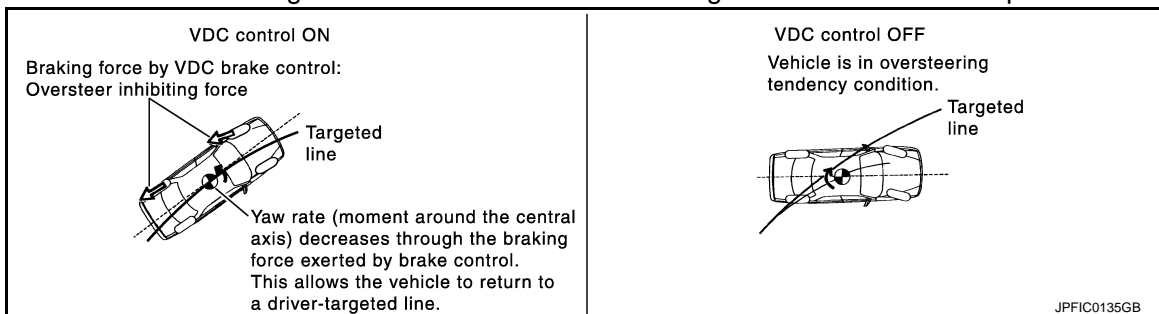 VDC control ON
Braking force by VDC brake control:
Oversteer inhibiting force
Targeted
line
Yaw rate (moment around the central
axis) decreases through the braking
force exerted by brake control.
This allows the vehicle to return to
a driver-targeted line.
VDC control OFF
Vehicle is in oversteering
tendency condition.
Targeted
line
JPFIC0135GB